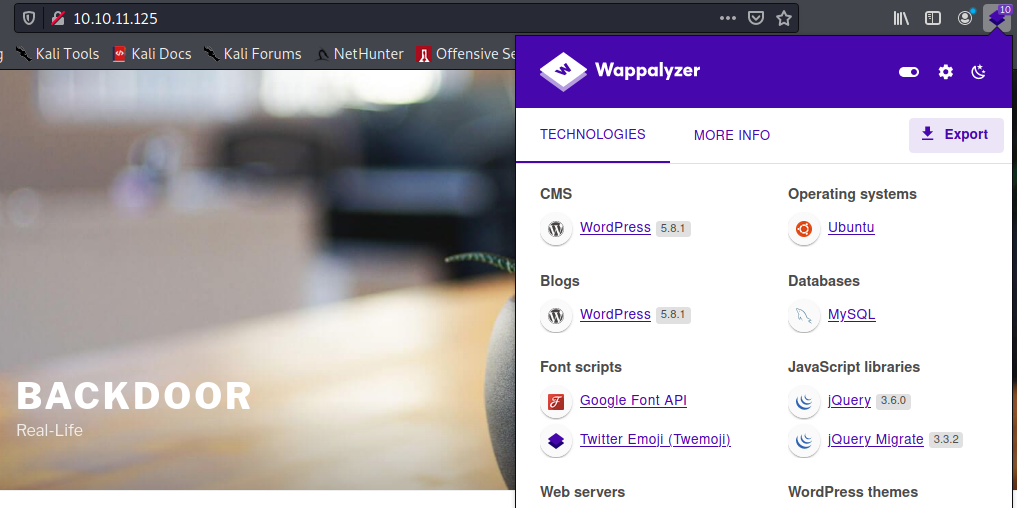 10.10.11.125
10
Kali Tools
Kali Docs
Kali Forums
NetHunter
Offensive Se
Wappalyzer
TECHNOLOGIES
MORE INFO
Export
CMS
WordPress 5.8.1
Operating systems
Ubuntu
Blogs
WordPress 5.8.1
Databases
MySQL
Font scripts
Google Font API
Twitter Emoji (Twemoji)
JavaScript libraries
jQuery 3.6.0
jQuery Migrate 3.3.2
Web servers
WordPress themes
BACKDOOR
Real-Life